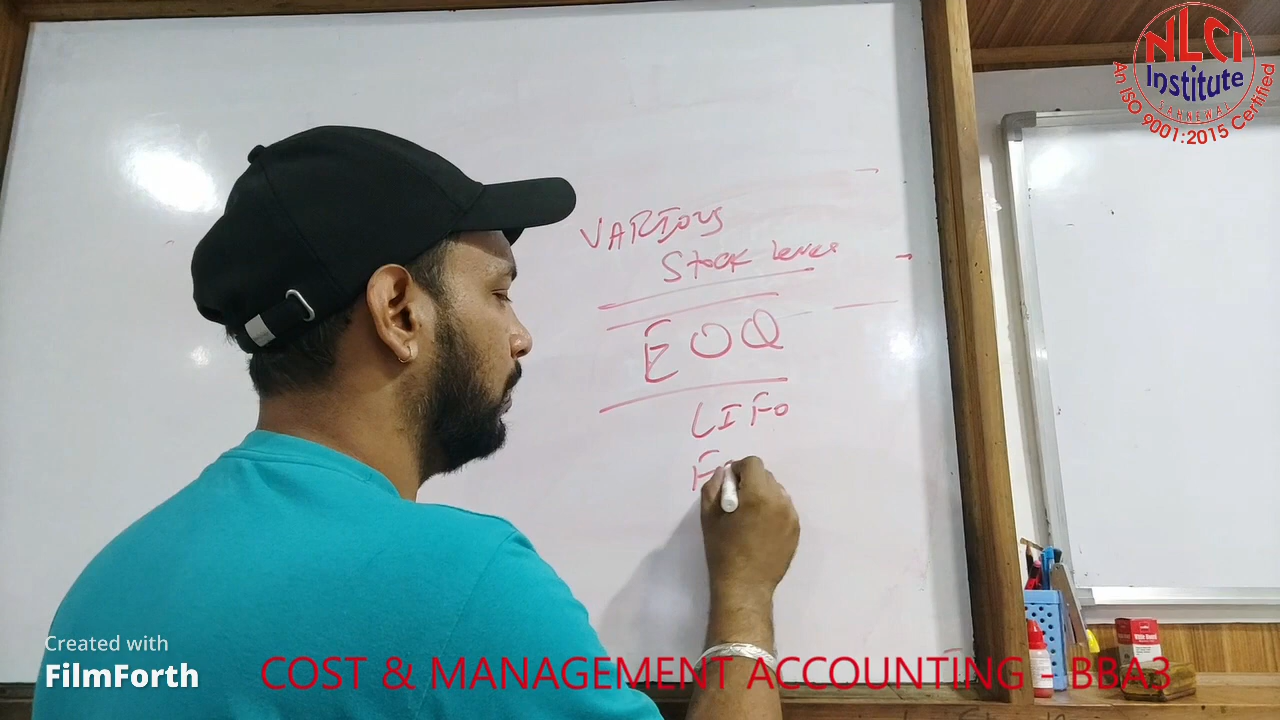 NLCI
Institute
SAHNEWAL
An ISO 9001:2015 Certified
VARIOUS
Stock level
EOQ
LIFO
F
Created with
FilmForth
COST & MANAGEMENT ACCOUNTING - BBA3